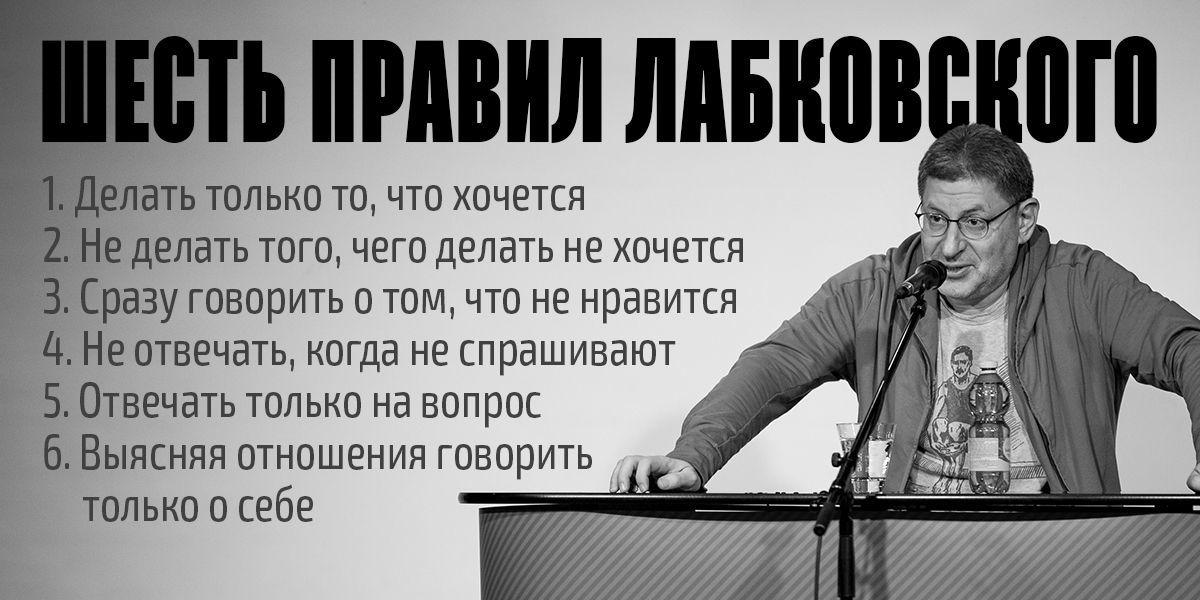 ШЕСТЬ ПРАВИЛ ЛАБКОВСКОГО
1. Делать только то, что хочется
2. Не делать того, чего делать не хочется
3. Сразу говорить о том, что не нравится
4. Не отвечать, когда не спрашивают
5. Отвечать только на вопрос
6. Выясняя отношения говорить
только о себе